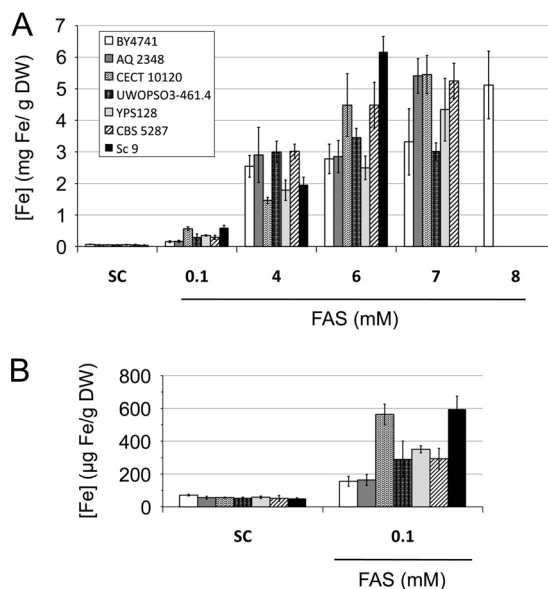 A
[Fe] (mg Fe/ g DW)
7
6
5
4
3
2
1
0
BY4741
AQ 2348
CECT 10120
UWOPSO3-461.4
YPS128
CBS 5287
Sc 9
SC 0.1 4 6 7 8
FAS (mM)
B
[Fe] (µg Fe/g DW)
800
600
400
200
0
SC 0.1
FAS (mM)